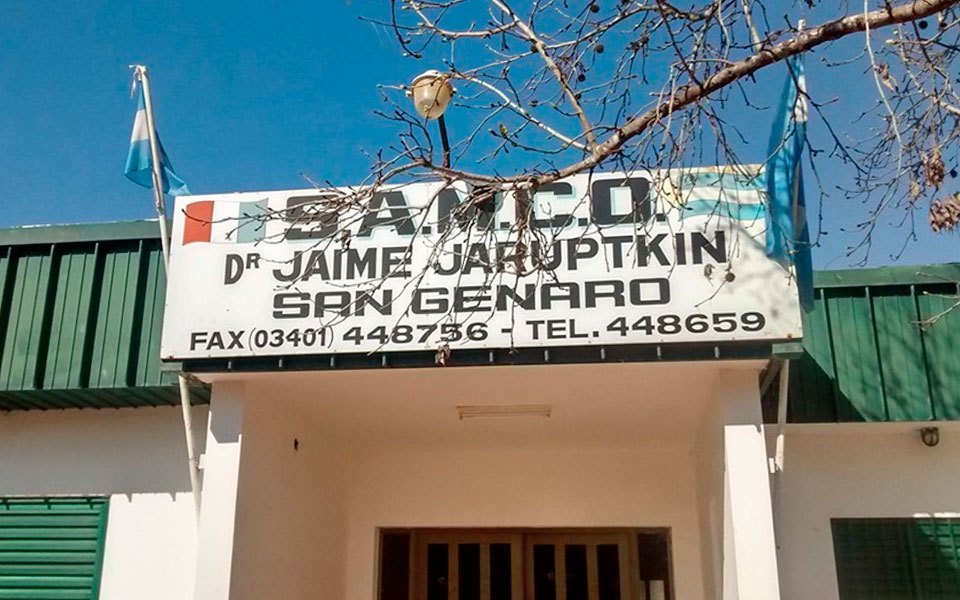 S.A.M.C.O.
DR JAIME JARUPTKIN
SAN GENARO
FAX (03401) 448756 - TEL. 448659